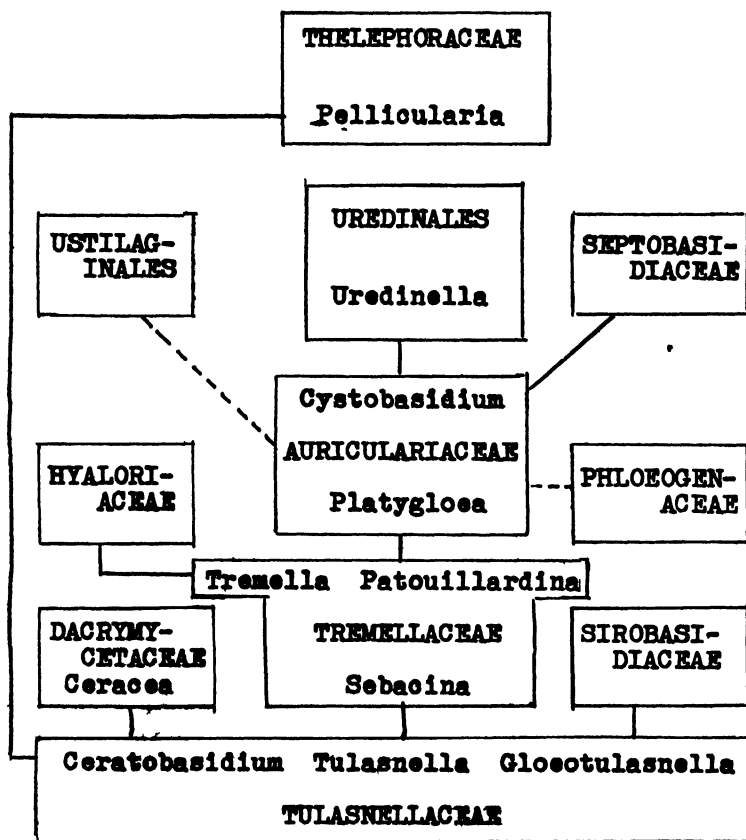 THELEPHORACEAE
Pellicularia
UREDINALES
Uredinella
USTILAG-
INALES
SEPTOBASI-
DIACEAE
Cystobasidium
AURICULARIACEAE
Platygloea
HYALORI-
ACEAE
PHLOEOGEN-
ACEAE
Tremella Patouillardina
TREMELLACEAE
Sebacina
DACRYMY-
CETACEAE
Ceracea
SIROBASI-
DIACEAE
Ceratobasidium Tulasnella Gloeotulasnella
TULASNELLACEAE